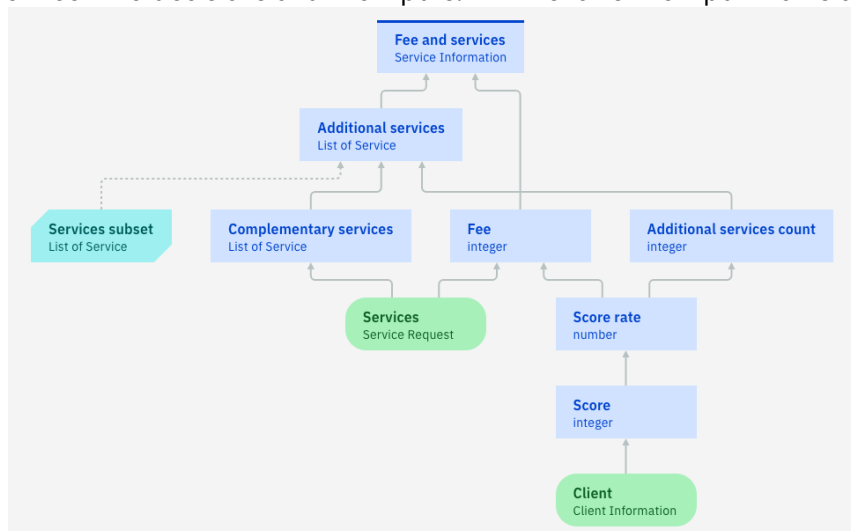 Fee and services
Service Information
Additional services
List of Service
Services subset
List of Service
Complementary services
List of Service
Fee
integer
Additional services count
integer
Services
Service Request
Score rate
number
Score
integer
Client
Client Information